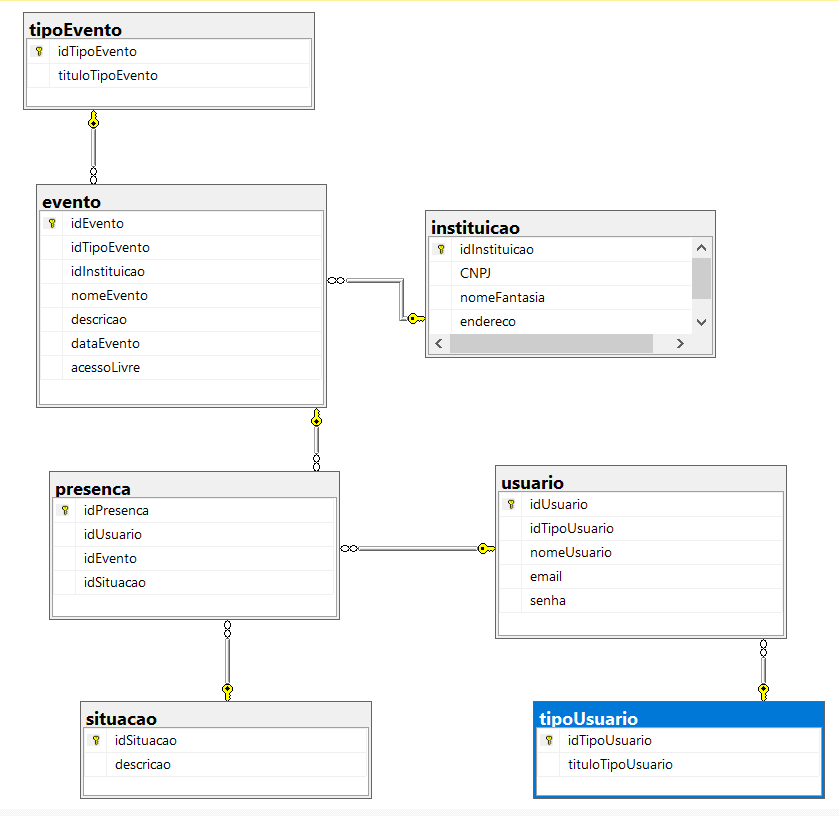 tipoEvento
idTipoEvento
tituloTipoEvento
evento
idEvento
idTipoEvento
idInstituicao
nomeEvento
descricao
dataEvento
acessoLivre
instituicao
idInstituicao
CNPJ
nomeFantasia
endereco
presenca
idPresenca
idUsuario
idEvento
idSituacao
usuario
idUsuario
idTipoUsuario
nomeUsuario
email
senha
situacao
idSituacao
descricao
tipoUsuario
idTipoUsuario
tituloTipoUsuario